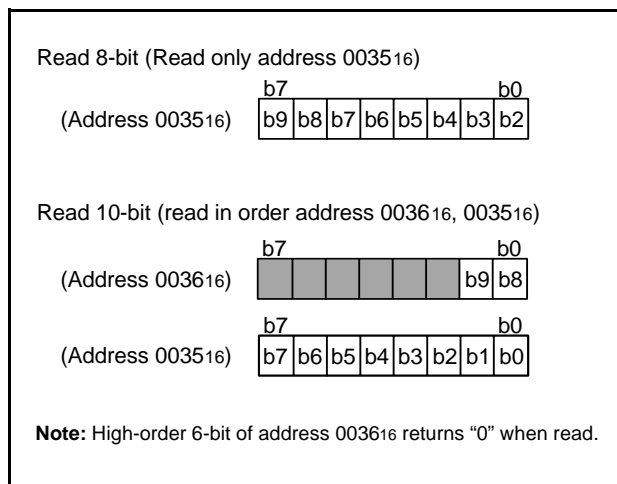 Read 8-bit (Read only address 003516)
b7 b0
(Address 003516) b9 b8 b7 b6 b5 b4 b3 b2
Read 10-bit (read in order address 003616, 003516)
b7 b0
(Address 003616) b9 b8
b7 b0
(Address 003516) b7 b6 b5 b4 b3 b2 b1 b0
Note: High-order 6-bit of address 003616 returns “0” when read.